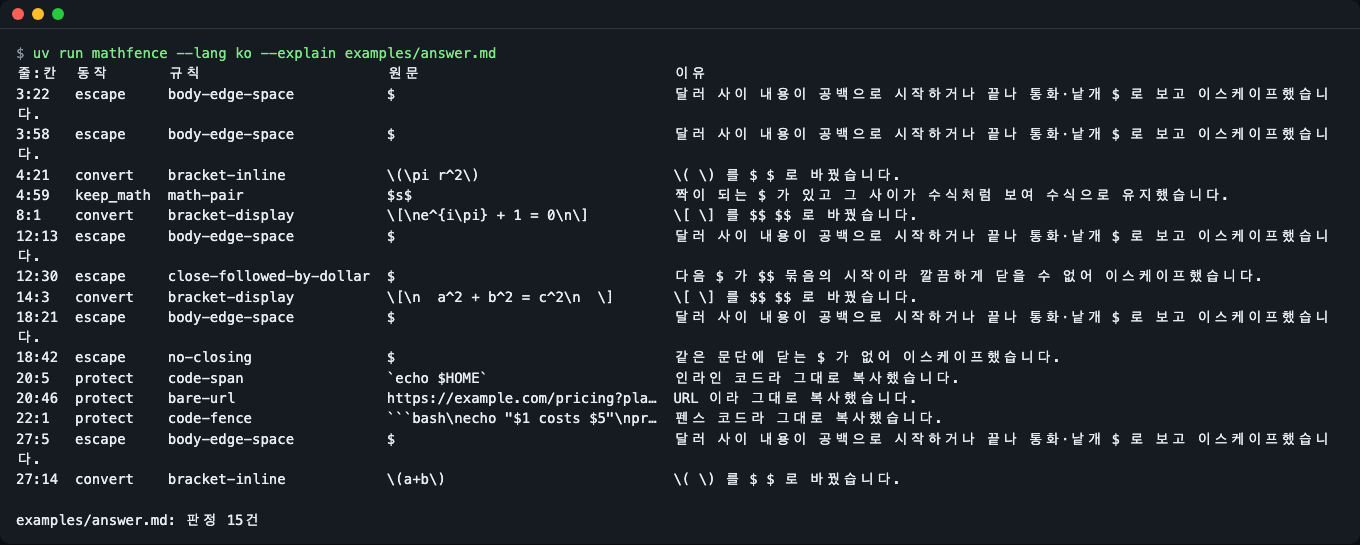 $ uv run mathfence --lang ko --explain examples/answer.md
줄:칸 동작 규칙 원문 이유
3:22 escape body-edge-space $ 달러 사이 내용이 공백으로 시작하거나 끝나 통화·낱개 $ 로 보고 이스케이프했습니
다.
3:58 escape body-edge-space $ 달러 사이 내용이 공백으로 시작하거나 끝나 통화·낱개 $ 로 보고 이스케이프했습니
다.
4:21 convert bracket-inline \(\pi r^2\) \( \) 를 $ $ 로 바꿨습니다.
4:59 keep_math math-pair $s$ 짝이 되는 $ 가 있고 그 사이가 수식처럼 보여 수식으로 유지했습니다.
8:1 convert bracket-display \[\ne^{i\pi} + 1 = 0\n\] \[ \] 를 $$ $$ 로 바꿨습니다.
12:13 escape body-edge-space $ 달러 사이 내용이 공백으로 시작하거나 끝나 통화·낱개 $ 로 보고 이스케이프했습니
다.
12:30 escape close-followed-by-dollar $ 다음 $ 가 $$ 묶음의 시작이라 깔끔하게 닫을 수 없어 이스케이프했습니다.
14:3 convert bracket-display \[\n  a^2 + b^2 = c^2\n  \] \[ \] 를 $$ $$ 로 바꿨습니다.
18:21 escape body-edge-space $ 달러 사이 내용이 공백으로 시작하거나 끝나 통화·낱개 $ 로 보고 이스케이프했습니
다.
18:42 escape no-closing $ 같은 문단에 닫는 $ 가 없어 이스케이프했습니다.
20:5 protect code-span `echo $HOME` 인라인 코드라 그대로 복사했습니다.
20:46 protect bare-url https://example.com/pricing?pla… URL 이라 그대로 복사했습니다.
22:1 protect code-fence ```bash\necho "$1 costs $5"\npr… 펜스 코드라 그대로 복사했습니다.
27:5 escape body-edge-space $ 달러 사이 내용이 공백으로 시작하거나 끝나 통화·낱개 $ 로 보고 이스케이프했습니
다.
27:14 convert bracket-inline \(a+b\) \( \) 를 $ $ 로 바꿨습니다.
examples/answer.md: 판정 15건